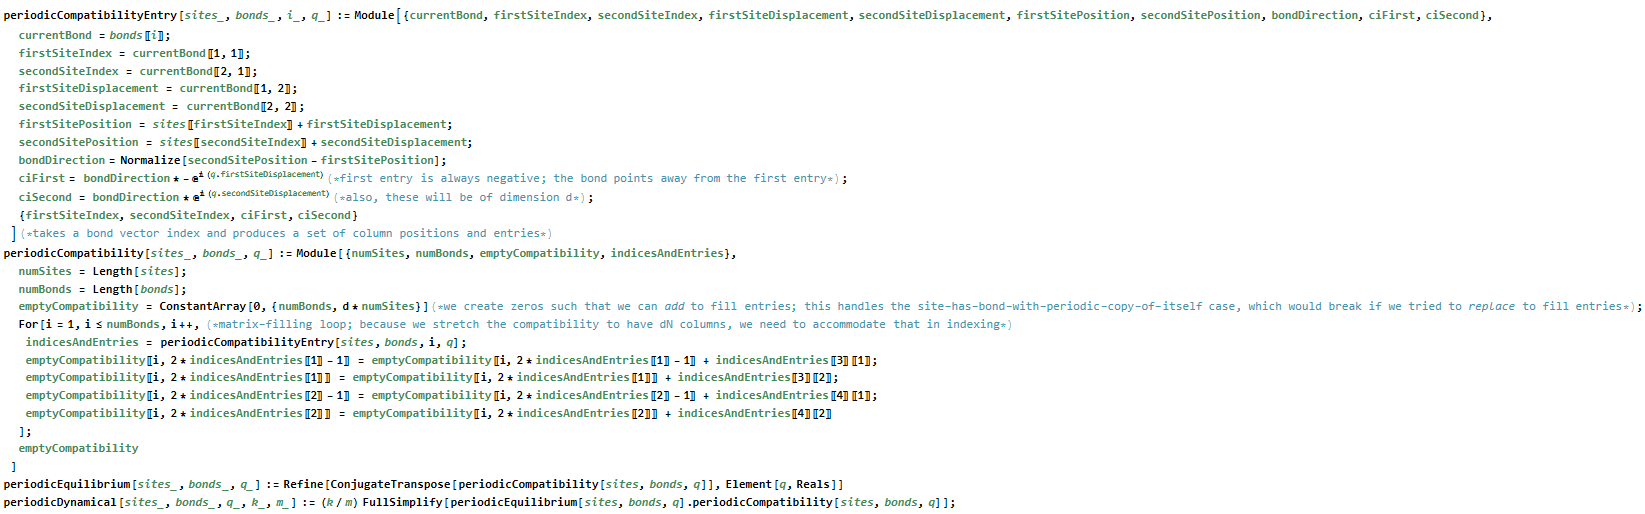 periodicCompatibilityEntry[sites_, bonds_, i_, q_] := Module[{currentBond, firstSiteIndex, secondSiteIndex, firstSiteDisplacement, secondSiteDisplacement, firstSitePosition, secondSitePosition, bondDirection, ciFirst, ciSecond},
currentBond = bonds〚i〛;
firstSiteIndex = currentBond〚1, 1〛;
secondSiteIndex = currentBond〚2, 1〛;
firstSiteDisplacement = currentBond〚1, 2〛;
secondSiteDisplacement = currentBond〚2, 2〛;
firstSitePosition = sites〚firstSiteIndex〛 + firstSiteDisplacement;
secondSitePosition = sites〚secondSiteIndex〛 + secondSiteDisplacement;
bondDirection = Normalize[secondSitePosition - firstSitePosition];
ciFirst = bondDirection * -ⅇ^ⅈ (q.firstSiteDisplacement) (*first entry is always negative; the bond points away from the first entry*);
ciSecond = bondDirection * ⅇ^ⅈ (q.secondSiteDisplacement) (*also, these will be of dimension d*);
{firstSiteIndex, secondSiteIndex, ciFirst, ciSecond}
] (*takes a bond vector index and produces a set of column positions and entries*)
periodicCompatibility[sites_, bonds_, q_] := Module[{numSites, numBonds, emptyCompatibility, indicesAndEntries},
numSites = Length[sites];
numBonds = Length[bonds];
emptyCompatibility = ConstantArray[0, {numBonds, d * numSites}] (*we create zeros such that we can add to fill entries; this handles the site-has-bond-with-periodic-copy-of-itself case, which would break if we tried to replace to fill entries*);
For[i = 1, i ≤ numBonds, i++, (*matrix-filling loop; because we stretch the compatibility to have dN columns, we need to accommodate that in indexing*)
indicesAndEntries = periodicCompatibilityEntry[sites, bonds, i, q];
emptyCompatibility〚i, 2 * indicesAndEntries〚1〛 - 1〛 = emptyCompatibility〚i, 2 * indicesAndEntries〚1〛 - 1〛 + indicesAndEntries〚3〛〚1〛;
emptyCompatibility〚i, 2 * indicesAndEntries〚1〛〛 = emptyCompatibility〚i, 2 * indicesAndEntries〚1〛〛 + indicesAndEntries〚3〛〚2〛;
emptyCompatibility〚i, 2 * indicesAndEntries〚2〛 - 1〛 = emptyCompatibility〚i, 2 * indicesAndEntries〚2〛 - 1〛 + indicesAndEntries〚4〛〚1〛;
emptyCompatibility〚i, 2 * indicesAndEntries〚2〛〛 = emptyCompatibility〚i, 2 * indicesAndEntries〚2〛〛 + indicesAndEntries〚4〛〚2〛
];
emptyCompatibility
]
periodicEquilibrium[sites_, bonds_, q_] := Refine[ConjugateTranspose[periodicCompatibility[sites, bonds, q]], Element[q, Reals]]
periodicDynamical[sites_, bonds_, q_, k_, m_] := (k / m) FullSimplify[periodicEquilibrium[sites, bonds, q].periodicCompatibility[sites, bonds, q]];